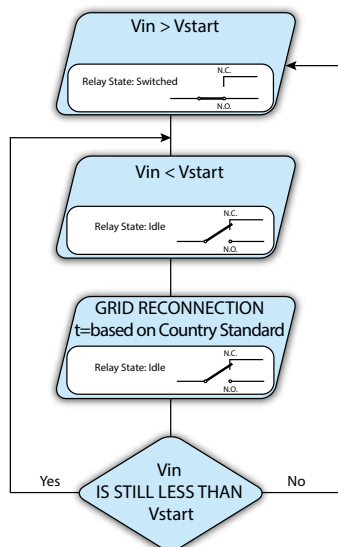 Vin > Vstart
N.C.
Relay State: Switched
N.O.
Vin < Vstart
N.C.
Relay State: Idle
N.O.
GRID RECONNECTION
t=based on Country Standard
N.C.
Relay State: Idle
N.O.
Yes
Vin
IS STILL LESS THAN
Vstart
No